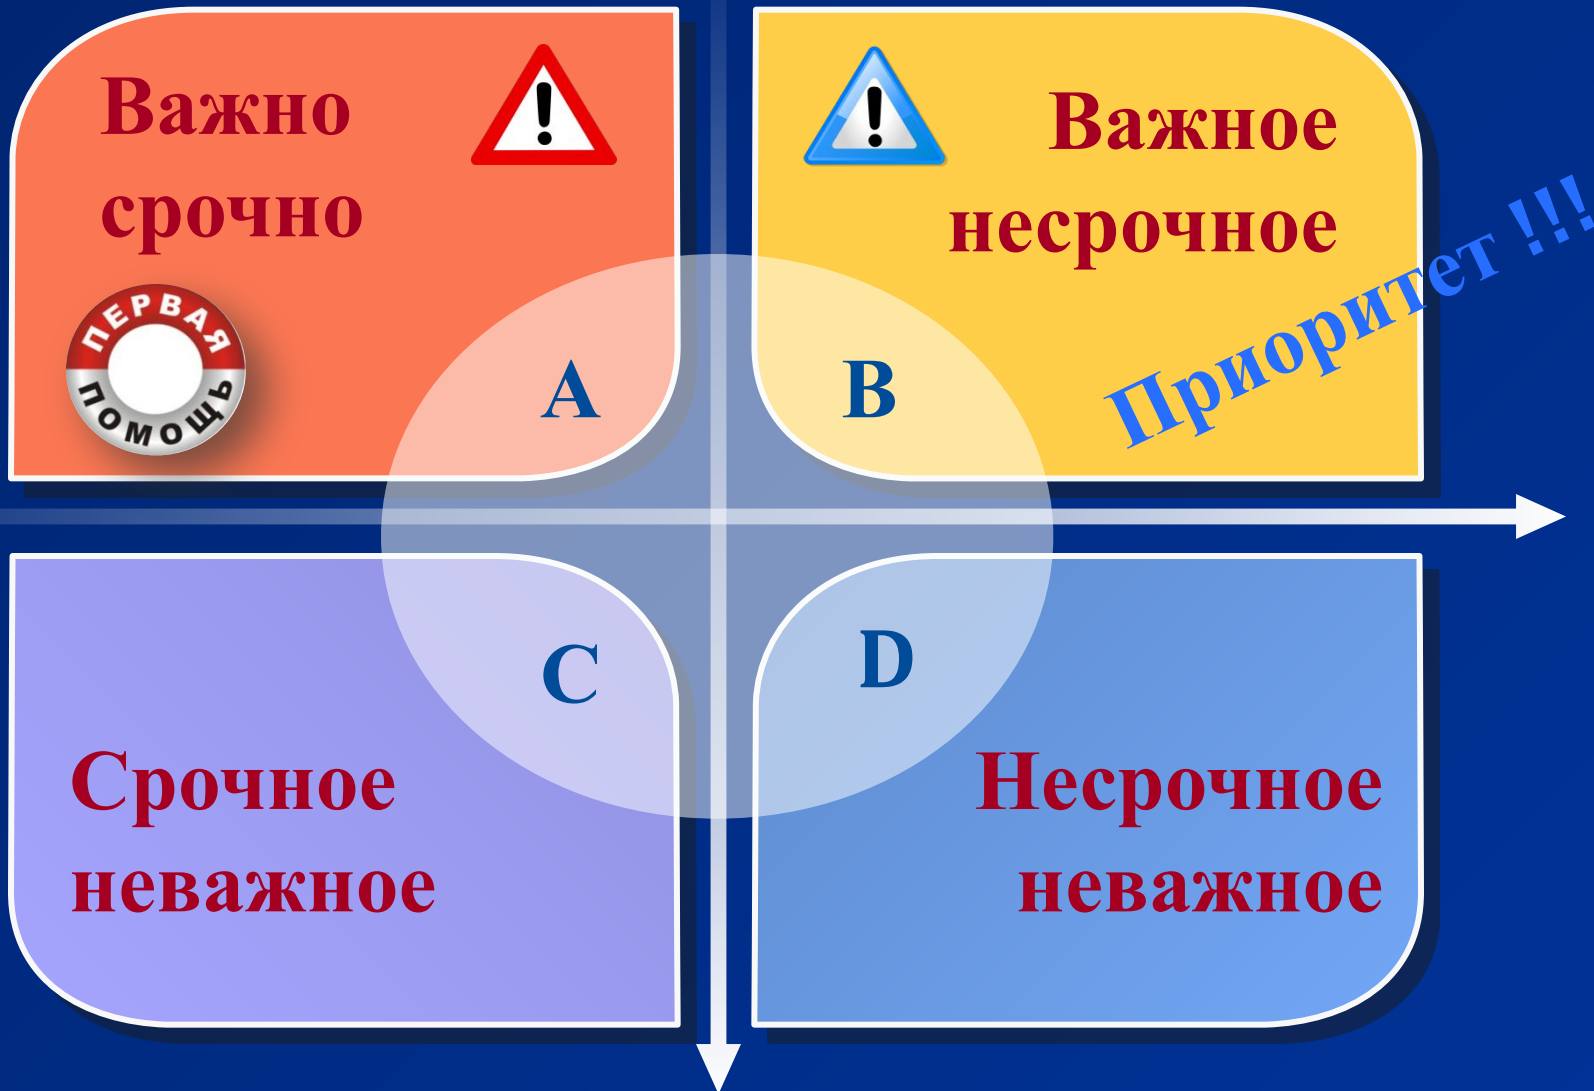 Важно
срочно
ПЕРВАЯ
ПОМОЩЬ
A
Важное
несрочное
Приоритет !!!
B
C
Срочное
неважное
D
Несрочное
неважное